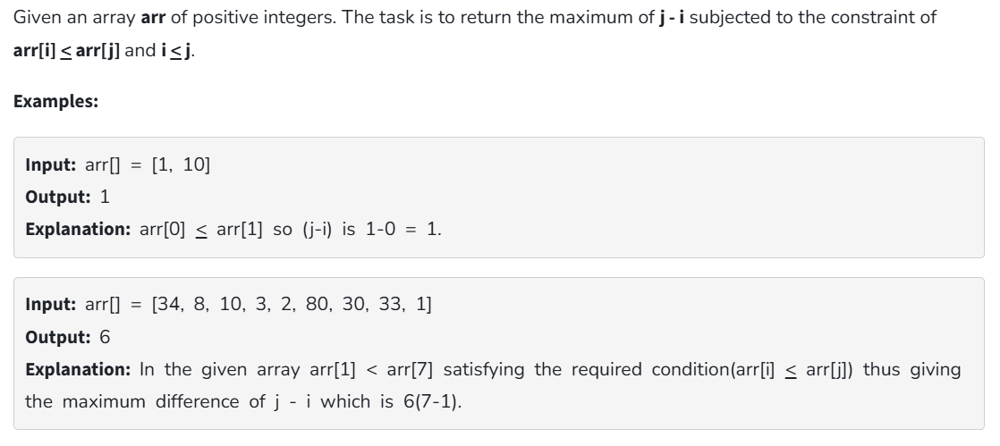 Given an array arr of positive integers. The task is to return the maximum of j - i subjected to the constraint of
arr[i] ≤ arr[j] and i ≤ j.
Examples:
Input: arr[] = [1, 10]
Output: 1
Explanation: arr[0] ≤ arr[1] so (j-i) is 1-0 = 1.
Input: arr[] = [34, 8, 10, 3, 2, 80, 30, 33, 1]
Output: 6
Explanation: In the given array arr[1] < arr[7] satisfying the required condition(arr[i] ≤ arr[j]) thus giving
the maximum difference of j - i which is 6(7-1).